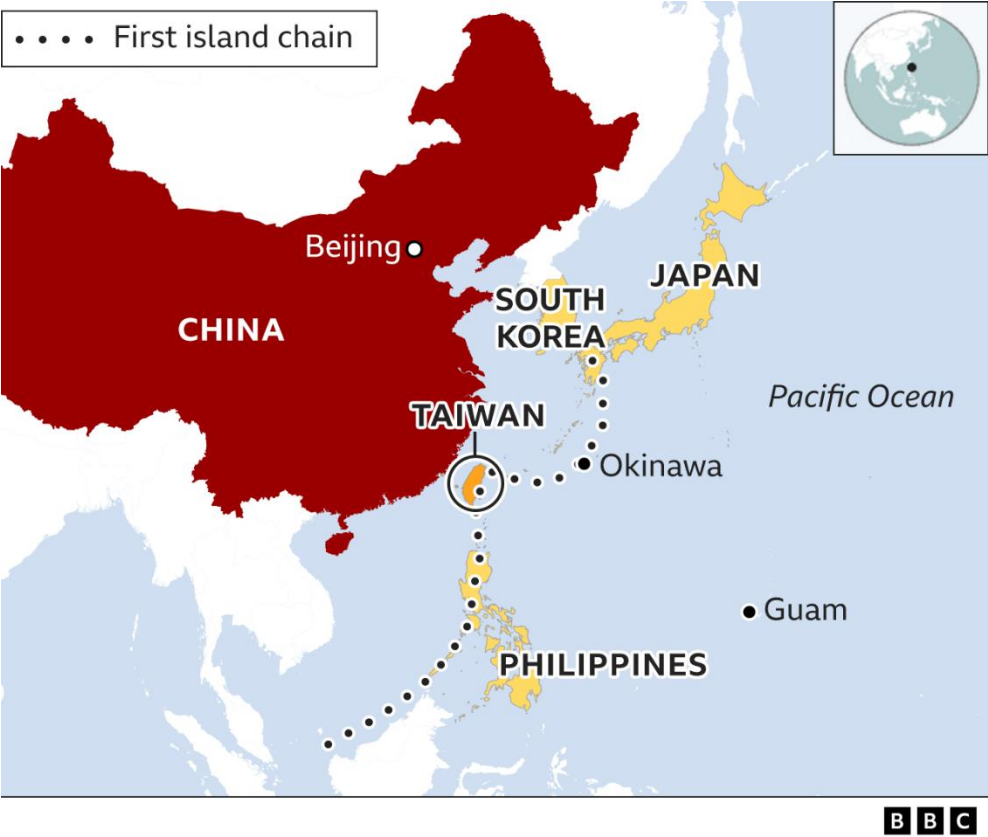 First island chain
Beijing
JAPAN
SOUTH
KOREA
CHINA
Pacific Ocean
TAIWAN
Okinawa
Guam
PHILIPPINES
BBC